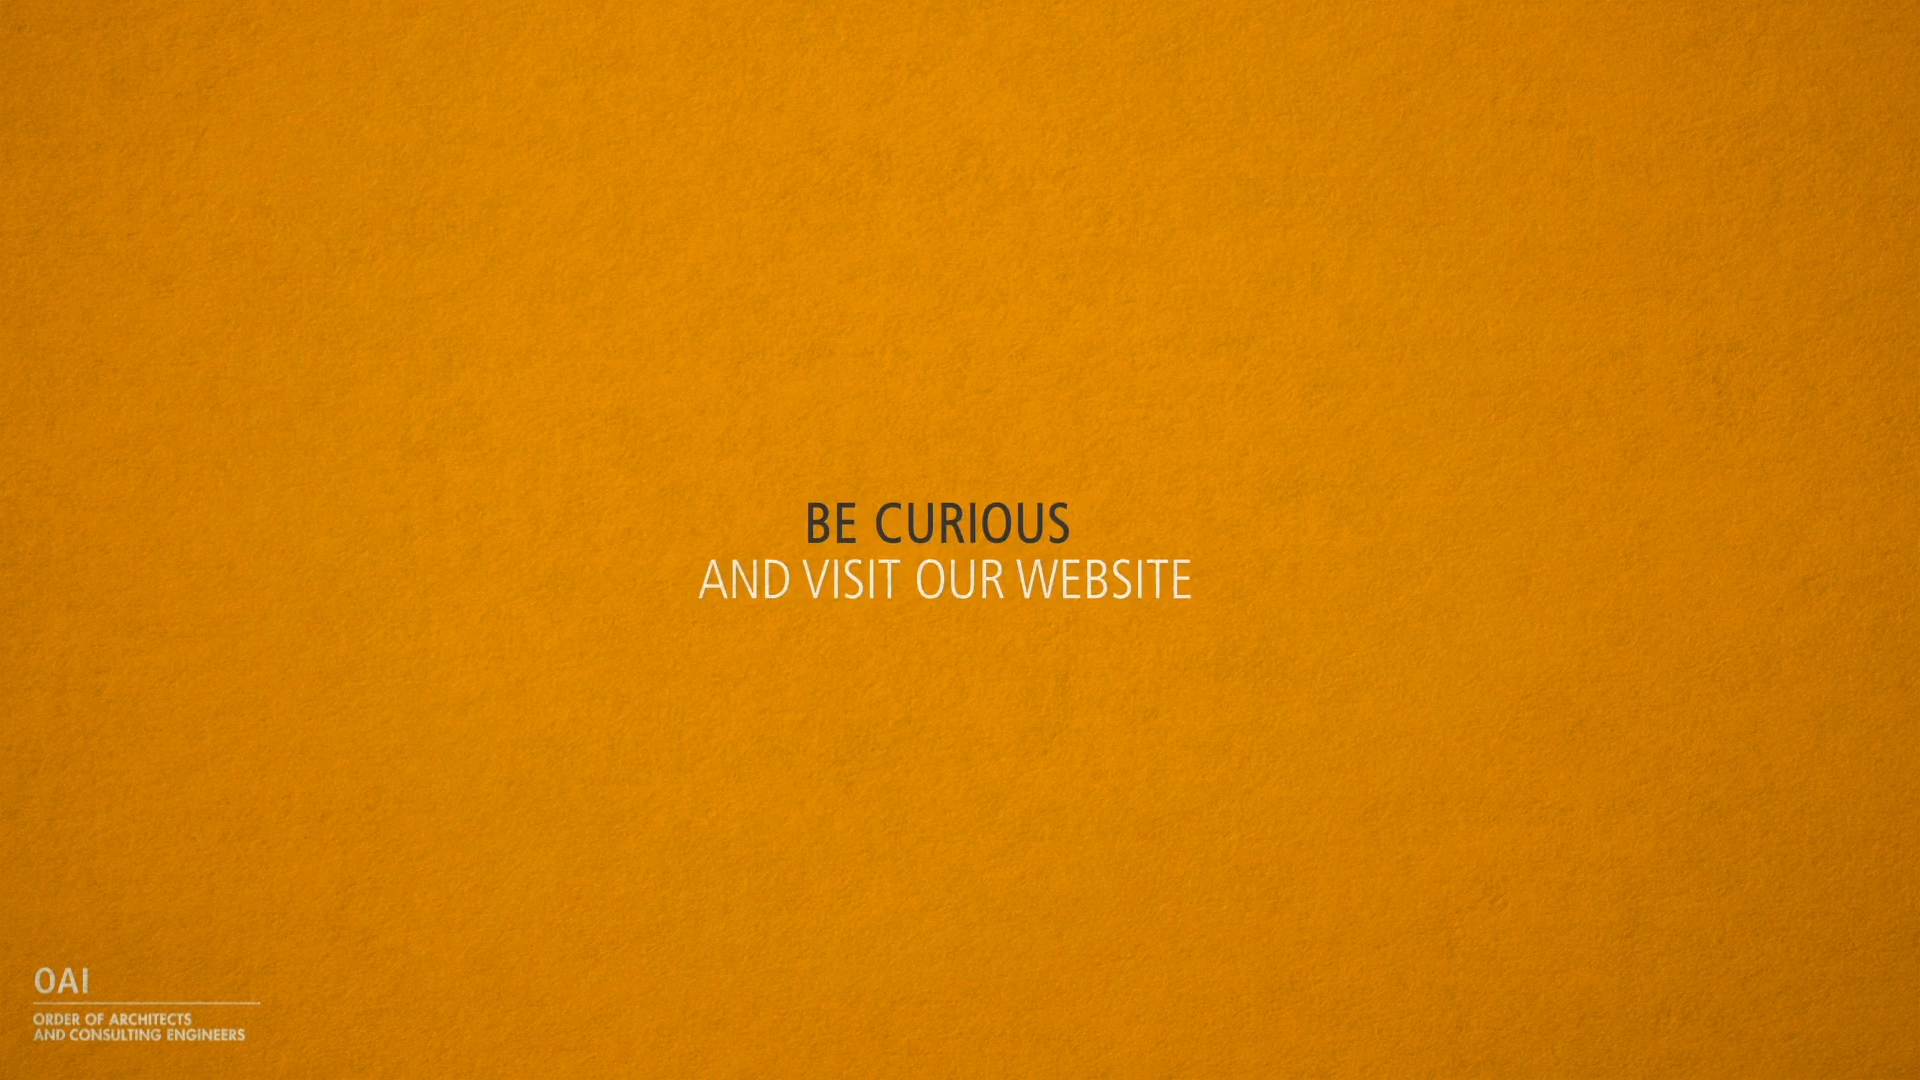 BE CURIOUS
AND VISIT OUR WEBSITE
OAI
ORDER OF ARCHITECTS
AND CONSULTING ENGINEERS